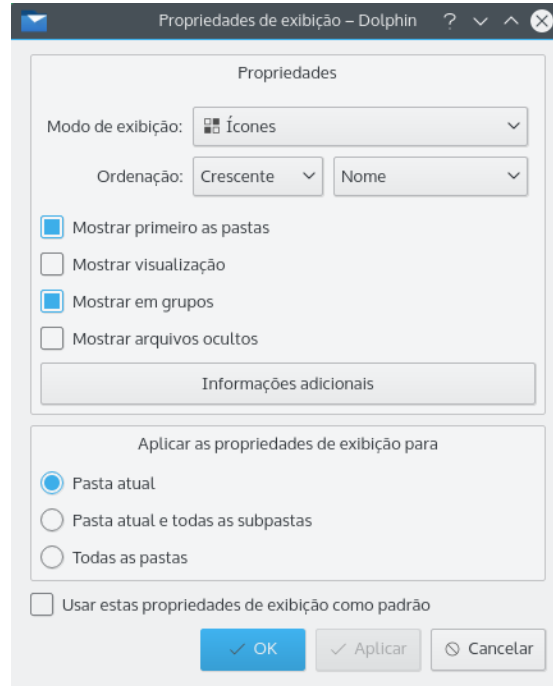 Propriedades de exibição – Dolphin
Propriedades
Modo de exibição: Ícones
Ordenação: Crescente Nome
Mostrar primeiro as pastas
Mostrar visualização
Mostrar em grupos
Mostrar arquivos ocultos
Informações adicionais
Aplicar as propriedades de exibição para
Pasta atual
Pasta atual e todas as subpastas
Todas as pastas
Usar estas propriedades de exibição como padrão
OK Aplicar Cancelar